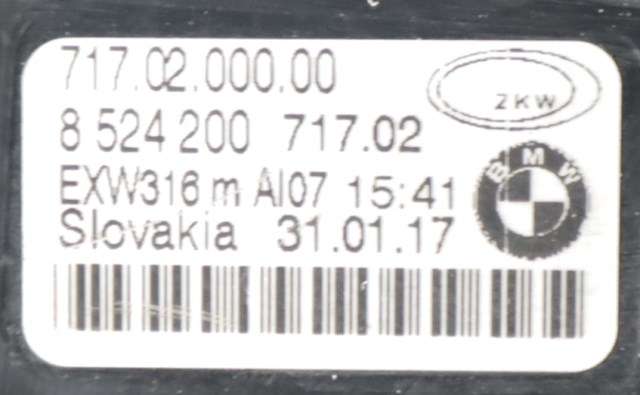 717.02.000.00
ZKW
8 524 200 717.02
BMW
EXW316 m AI07 15:41
Slovakia 31.01.17